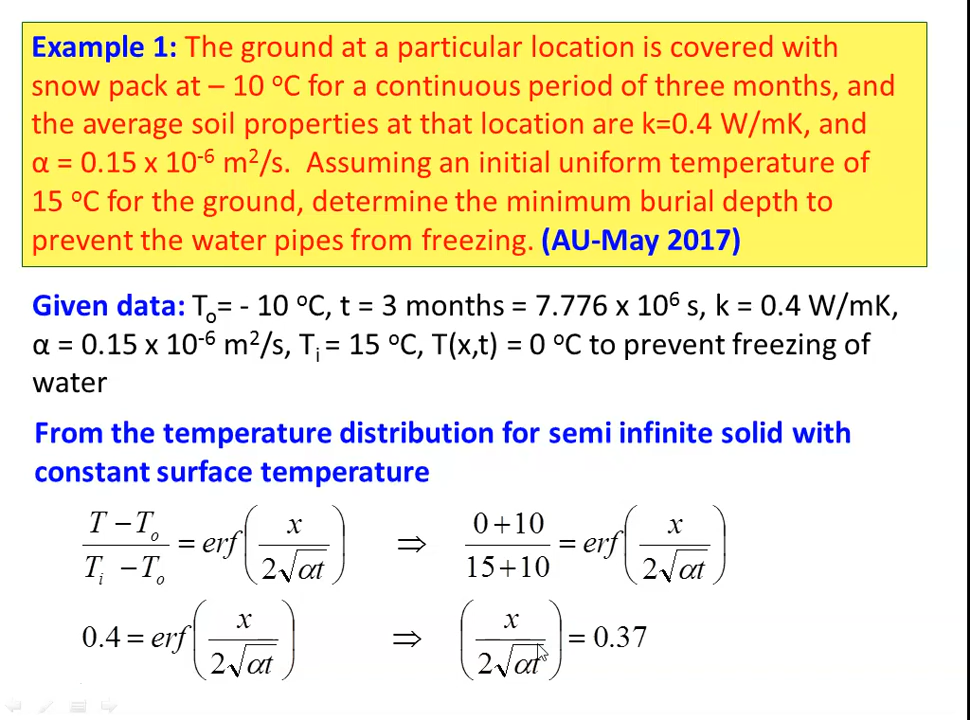 Example 1: The ground at a particular location is covered with
snow pack at – 10 ᵒC for a continuous period of three months, and
the average soil properties at that location are k=0.4 W/mK, and
α = 0.15 x 10⁻⁶ m²/s. Assuming an initial uniform temperature of
15 ᵒC for the ground, determine the minimum burial depth to
prevent the water pipes from freezing. (AU-May 2017)
Given data: Tₒ= - 10 ᵒC, t = 3 months = 7.776 x 10⁶ s, k = 0.4 W/mK,
α = 0.15 x 10⁻⁶ m²/s, Tᵢ = 15 ᵒC, T(x,t) = 0 ᵒC to prevent freezing of
water
From the temperature distribution for semi infinite solid with
constant surface temperature
(T − Tₒ)/(Tᵢ − Tₒ) = erf(x/(2√αt)) ⇒ (0 + 10)/(15 + 10) = erf(x/(2√αt))
0.4 = erf(x/(2√αt)) ⇒ (x/(2√αt)) = 0.37